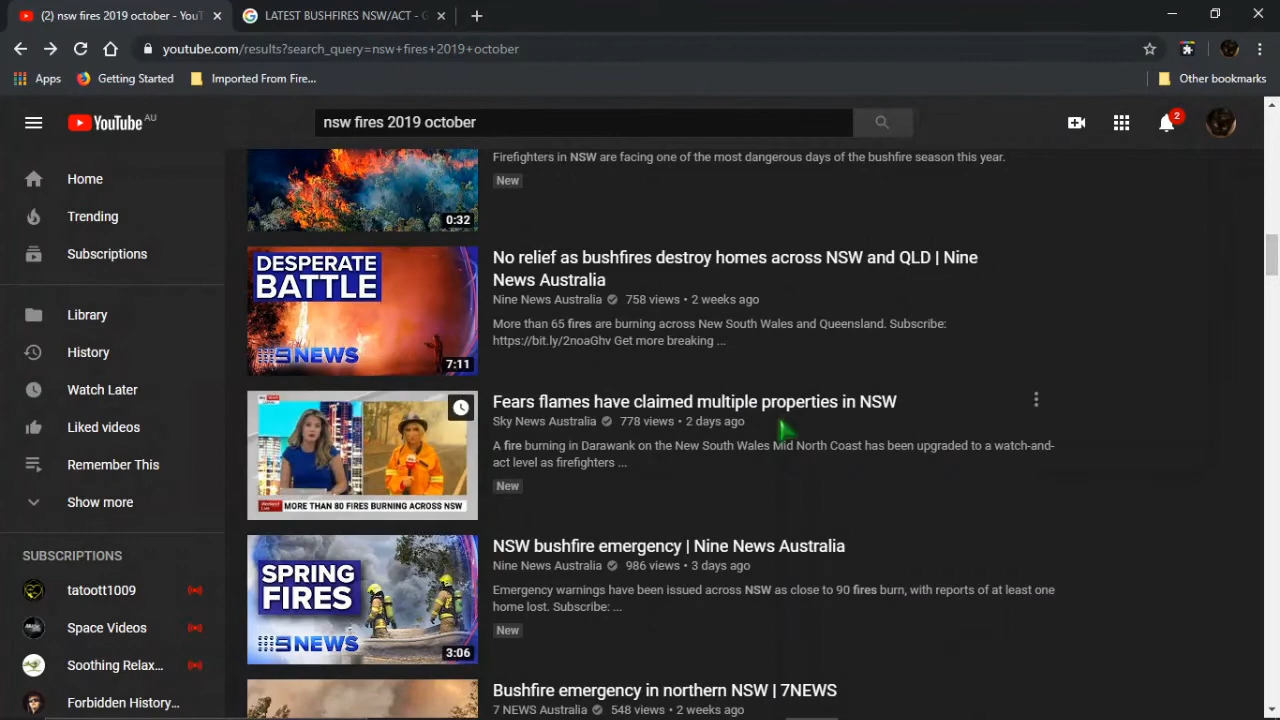 (2) nsw fires 2019 october - YouT
LATEST BUSHFIRES NSW/ACT - G
youtube.com/results?search_query=nsw+fires+2019+october
Apps
Getting Started
Imported From Fire...
Other bookmarks
YouTube AU
nsw fires 2019 october
2
Home
Trending
Subscriptions
Library
History
Watch Later
Liked videos
Remember This
Show more
SUBSCRIPTIONS
tatoott1009
Space Videos
Soothing Relax...
Forbidden History...
0:32
Firefighters in NSW are facing one of the most dangerous days of the bushfire season this year.
New
DESPERATE
BATTLE
9NEWS
7:11
No relief as bushfires destroy homes across NSW and QLD | Nine
News Australia
Nine News Australia 758 views • 2 weeks ago
More than 65 fires are burning across New South Wales and Queensland. Subscribe:
https://bit.ly/2noaGhv Get more breaking ...
MORE THAN 80 FIRES BURNING ACROSS NSW
Fears flames have claimed multiple properties in NSW
Sky News Australia 778 views • 2 days ago
A fire burning in Darawank on the New South Wales Mid North Coast has been upgraded to a watch-and-
act level as firefighters ...
New
SPRING
FIRES
9NEWS
3:06
NSW bushfire emergency | Nine News Australia
Nine News Australia 986 views • 3 days ago
Emergency warnings have been issued across NSW as close to 90 fires burn, with reports of at least one
home lost. Subscribe: ...
New
Bushfire emergency in northern NSW | 7NEWS
7 NEWS Australia 548 views • 2 weeks ago